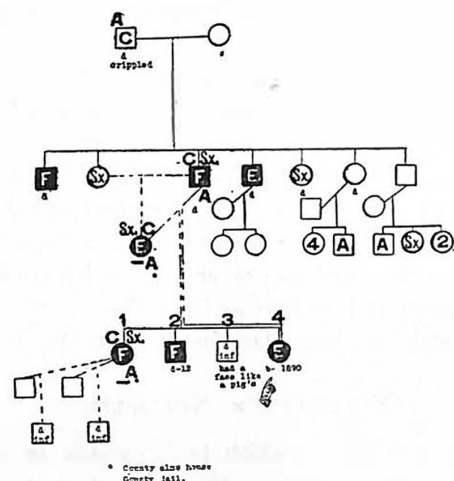 A
C
d
crippled
C Sx.
F Sx F E Sx
d A d d d
Sx. C
E 4 A A Sx 2
A
1 2 3 4
C Sx.
F F d inf E
A d-12 had a b- 1890
face like
a pig's
d inf d inf
County alms house
County jail.